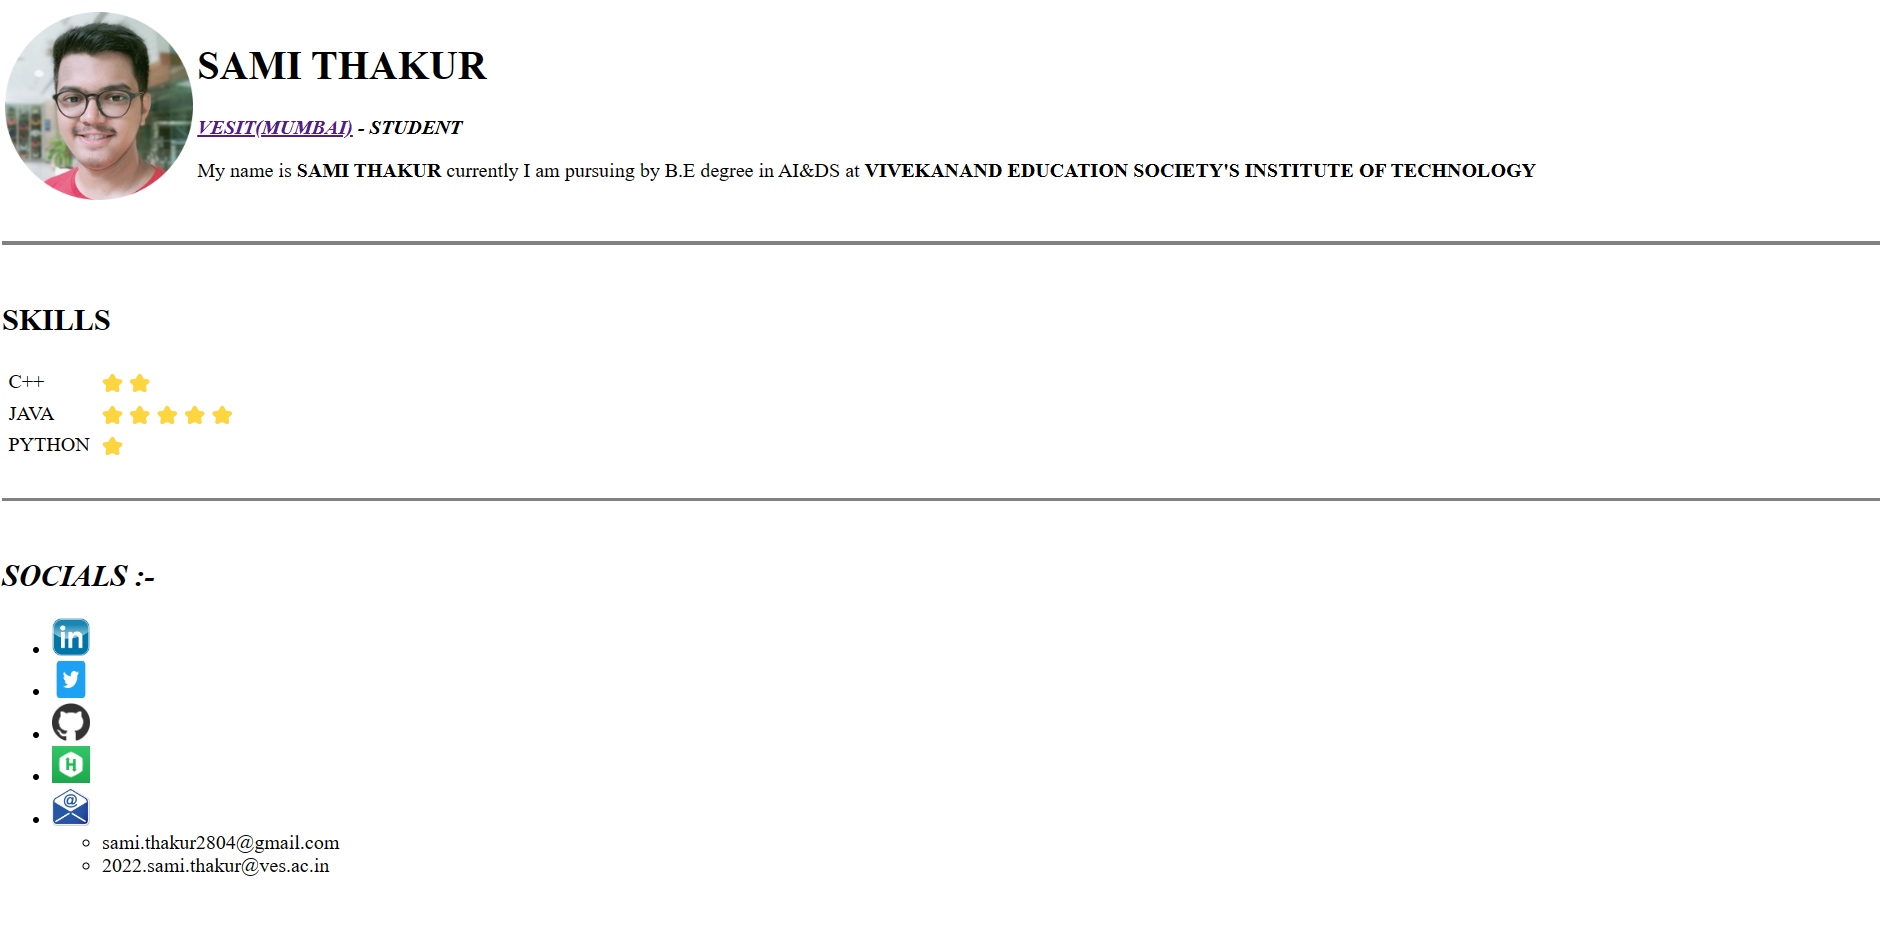 SAMI THAKUR
VESIT(MUMBAI) - STUDENT
My name is SAMI THAKUR currently I am pursuing by B.E degree in AI&DS at VIVEKANAND EDUCATION SOCIETY'S INSTITUTE OF TECHNOLOGY
SKILLS
C++
JAVA
PYTHON
SOCIALS :-
in
H
@
sami.thakur2804@gmail.com
2022.sami.thakur@ves.ac.in